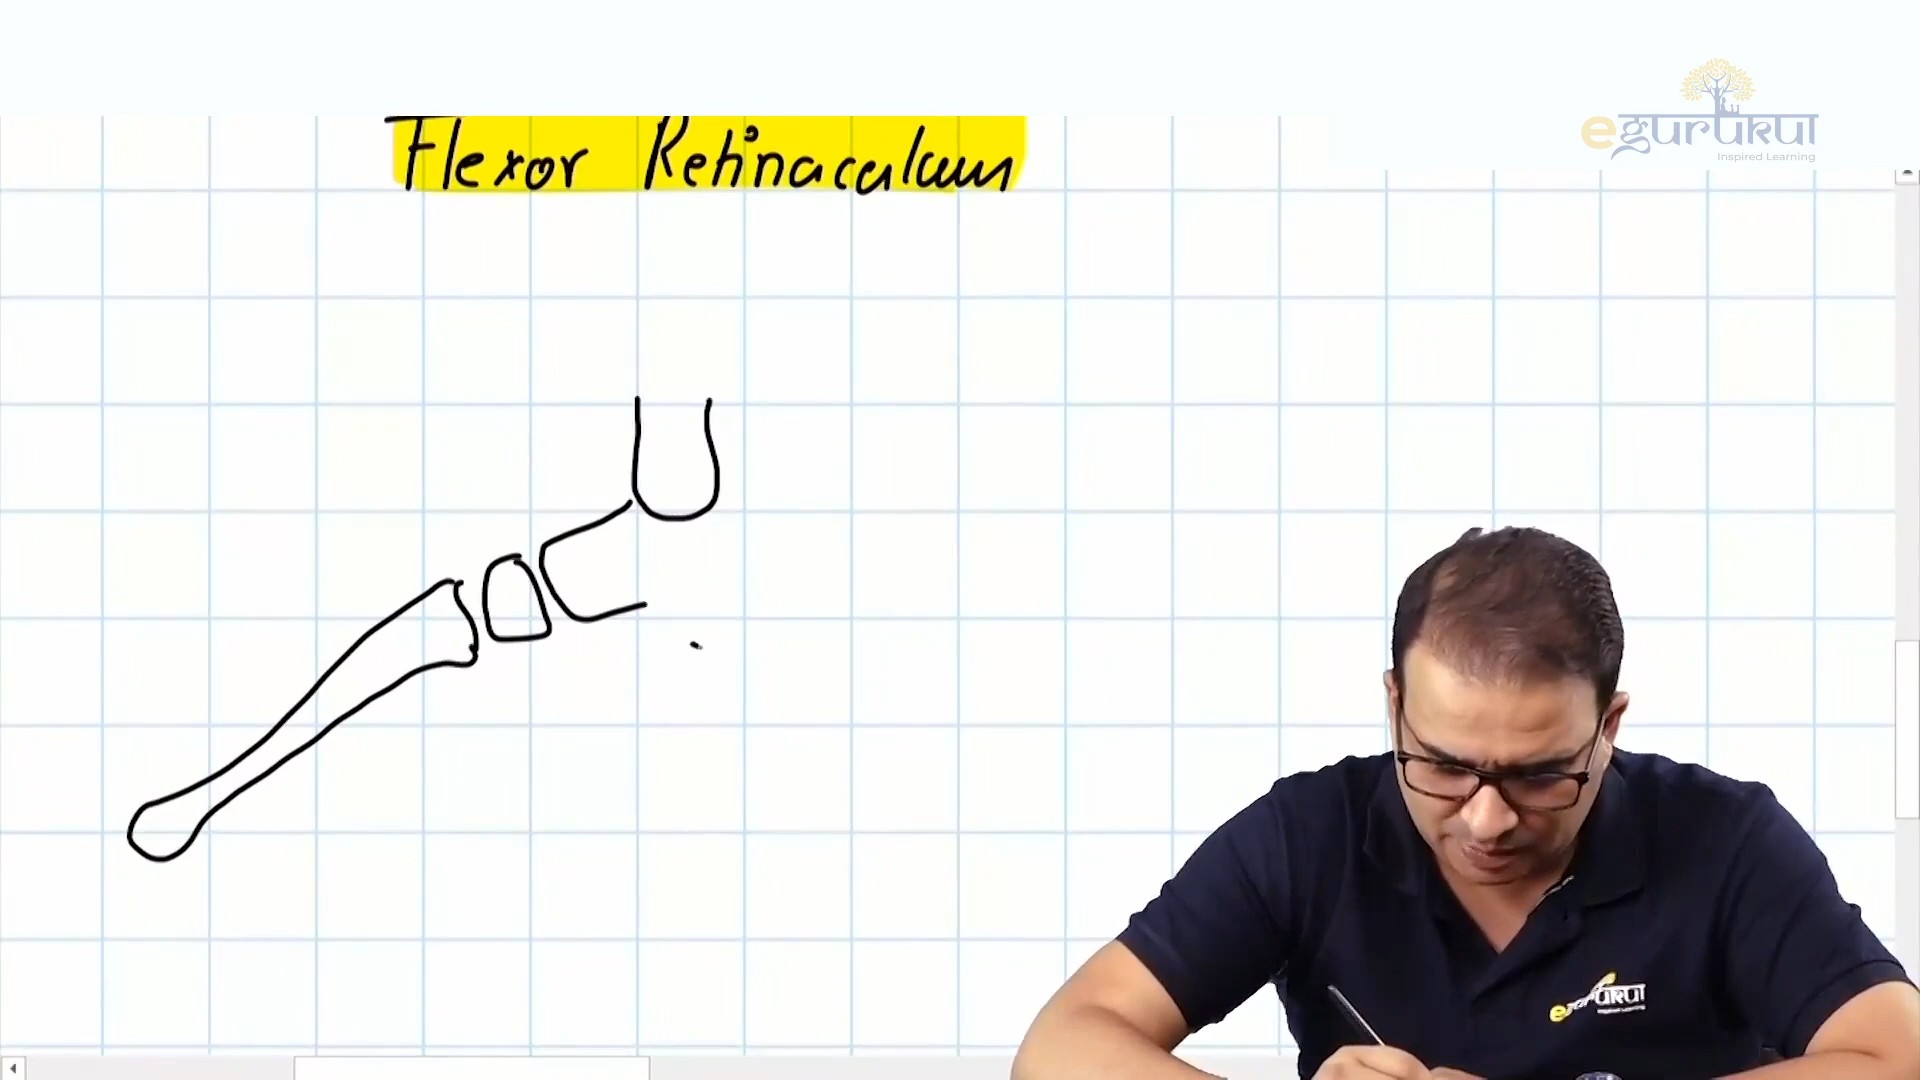 egurukul
Inspired Learning
Flexor Retinaculum
egurukul